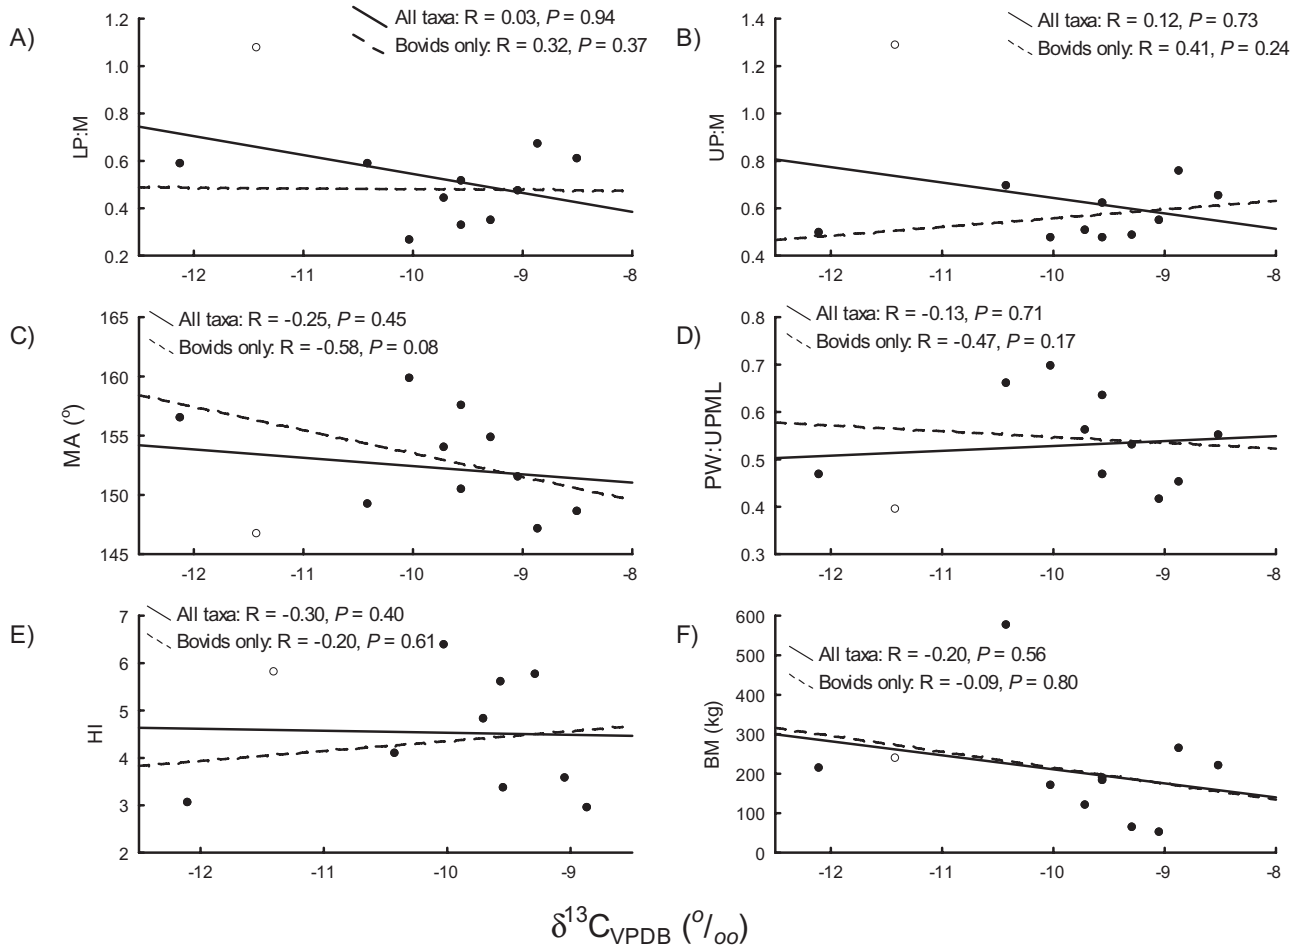 A)
All taxa: R = 0.03, P = 0.94
Bovids only: R = 0.32, P = 0.37
1.2
1.0
0.8
0.6
0.4
0.2
LP:M
-12 -11 -10 -9 -8
B)
All taxa: R = 0.12, P = 0.73
Bovids only: R = 0.41, P = 0.24
1.4
1.2
1.0
0.8
0.6
0.4
UP:M
-12 -11 -10 -9 -8
C)
All taxa: R = -0.25, P = 0.45
Bovids only: R = -0.58, P = 0.08
165
160
155
150
145
MA (º)
-12 -11 -10 -9 -8
D)
All taxa: R = -0.13, P = 0.71
Bovids only: R = -0.47, P = 0.17
0.8
0.7
0.6
0.5
0.4
0.3
PW:UPML
-12 -11 -10 -9 -8
E)
All taxa: R = -0.30, P = 0.40
Bovids only: R = -0.20, P = 0.61
7
6
5
4
3
2
HI
-12 -11 -10 -9
F)
All taxa: R = -0.20, P = 0.56
Bovids only: R = -0.09, P = 0.80
600
500
400
300
200
100
0
BM (kg)
-12 -11 -10 -9 -8
δ¹³C_VPDB (º/ₒₒ)